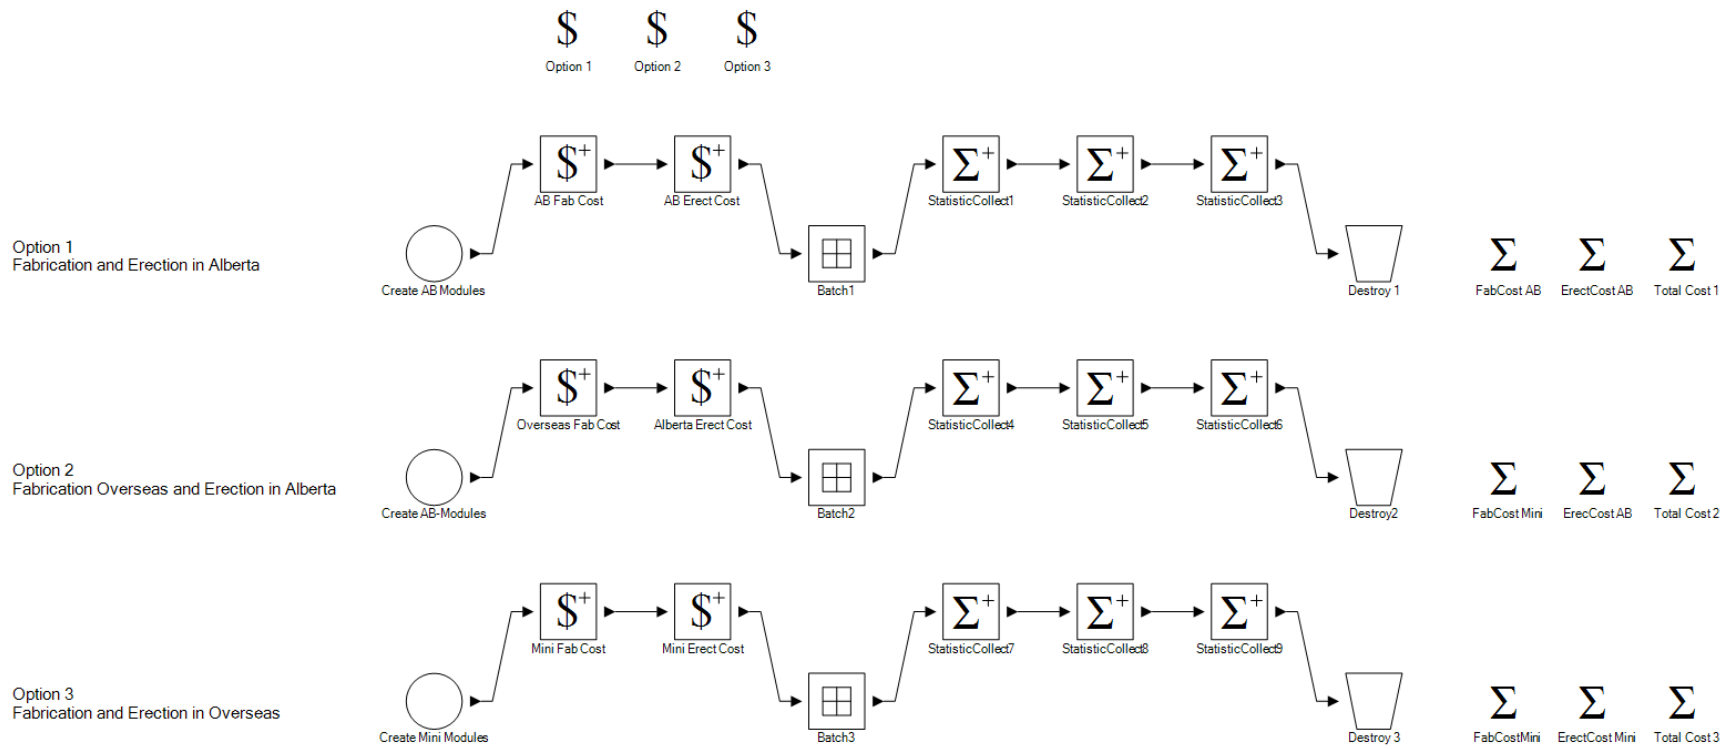 $ $ $
Option 1 Option 2 Option 3
$+ $+ Σ+ Σ+ Σ+
AB Fab Cost AB Erect Cost StatisticCollect1 StatisticCollect2 StatisticCollect3
Option 1
Fabrication and Erection in Alberta
Σ Σ Σ
Create AB Modules Batch1 Destroy 1 FabCost AB ErectCost AB Total Cost 1
$+ $+ Σ+ Σ+ Σ+
Overseas Fab Cost Alberta Erect Cost StatisticCollect4 StatisticCollect5 StatisticCollect6
Option 2
Fabrication Overseas and Erection in Alberta
Σ Σ Σ
Create AB-Modules Batch2 Destroy2 FabCost Mini ErecCost AB Total Cost 2
$+ $+ Σ+ Σ+ Σ+
Mini Fab Cost Mini Erect Cost StatisticCollect7 StatisticCollect8 StatisticCollect9
Option 3
Fabrication and Erection in Overseas
Σ Σ Σ
Create Mini Modules Batch3 Destroy 3 FabCostMini ErectCost Mini Total Cost 3